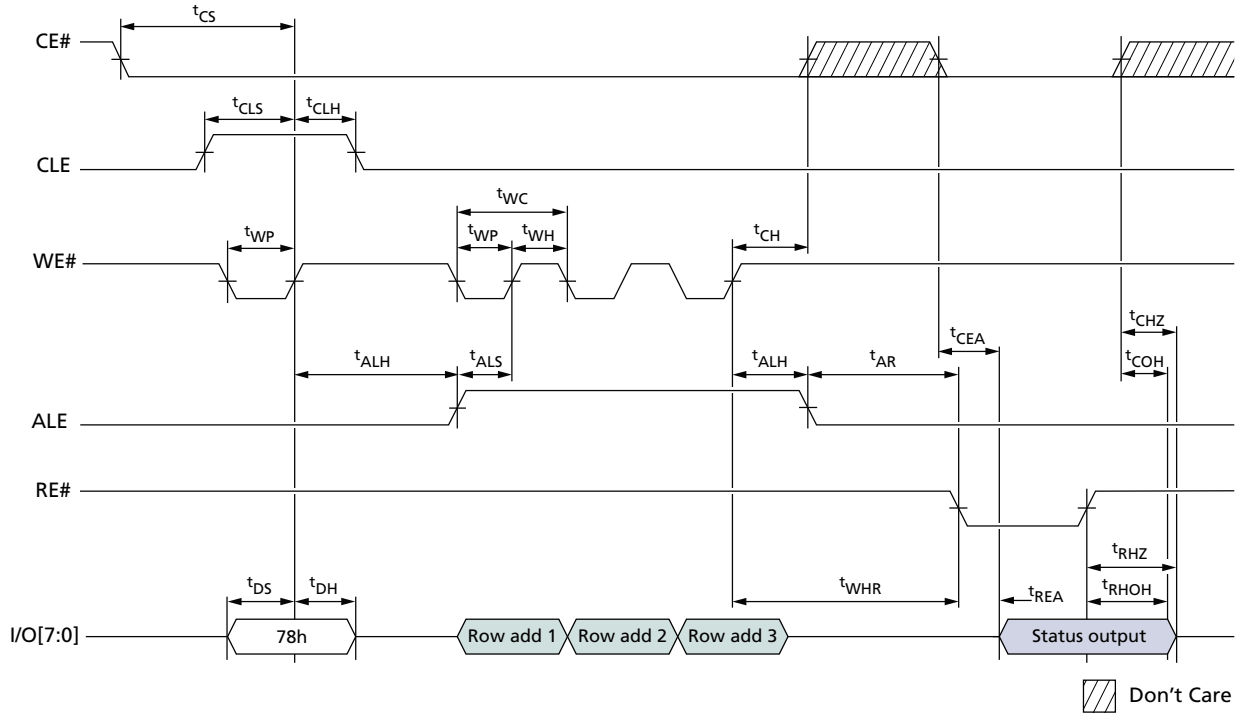 tCS
CE#
tCLS tCLH
CLE
tWC
tWP tWP tWH tCH
WE#
tCHZ
tCEA
tALH tALS tALH tAR tCOH
ALE
RE#
tRHZ
tDS tDH tWHR tREA tRHOH
I/O[7:0] 78h Row add 1 Row add 2 Row add 3 Status output
Don't Care